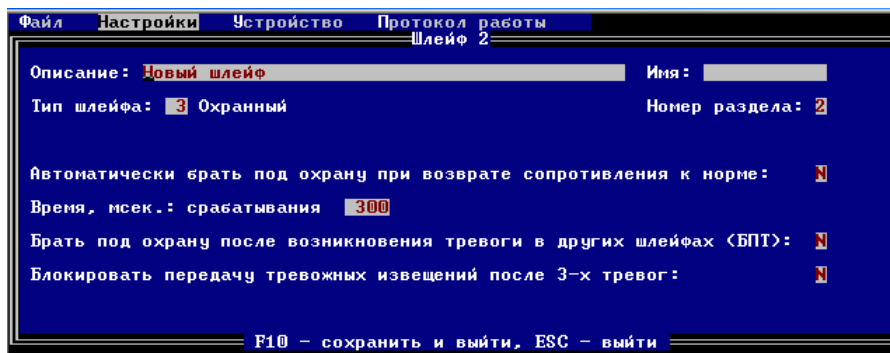 Файл Настройки Устройство Протокол работы
Шлейф 2
Описание: Новый шлейф Имя:
Тип шлейфа: 3 Охранный Номер раздела: 2
Автоматически брать под охрану при возврате сопротивления к норме: N
Время, мсек.: срабатывания 300
Брать под охрану после возникновения тревоги в других шлейфах (БПТ): N
Блокировать передачу тревожных извещений после 3-х тревог: N
F10 - сохранить и выйти, ESC - выйти